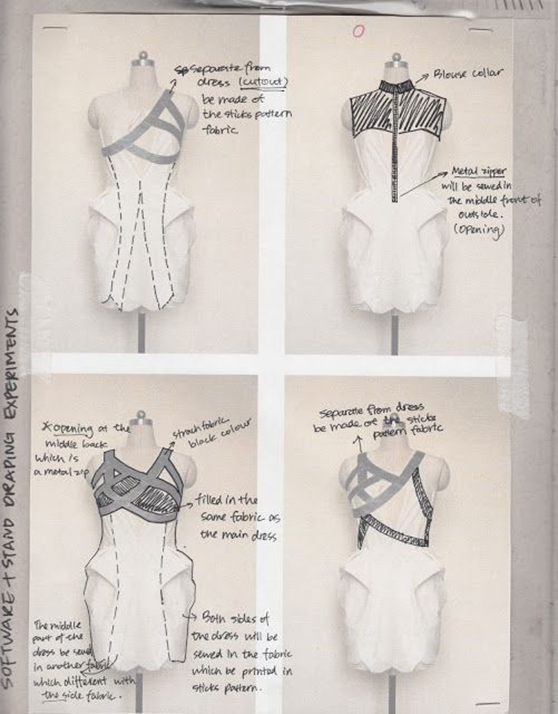 SOFTWARE + STAND DRAPING EXPERIMENTS
Separate from
dress (cutout)
be made of
the sticks pattern
fabric
Blouse collar
Metal zipper
will be sewed in
the middle front of
outside.
(opening)
*opening at the
middle back
which is
a metal zip
strach fabric
black colour
filled in the
same fabric as
the main dress
The middle
part of the
dress be sewed
in another fabric
which different with
the side fabric.
Both sides of
the dress will be
sewed in the fabric
which be printed in
sticks pattern.
separate from dress
be made of the sticks
pattern fabric